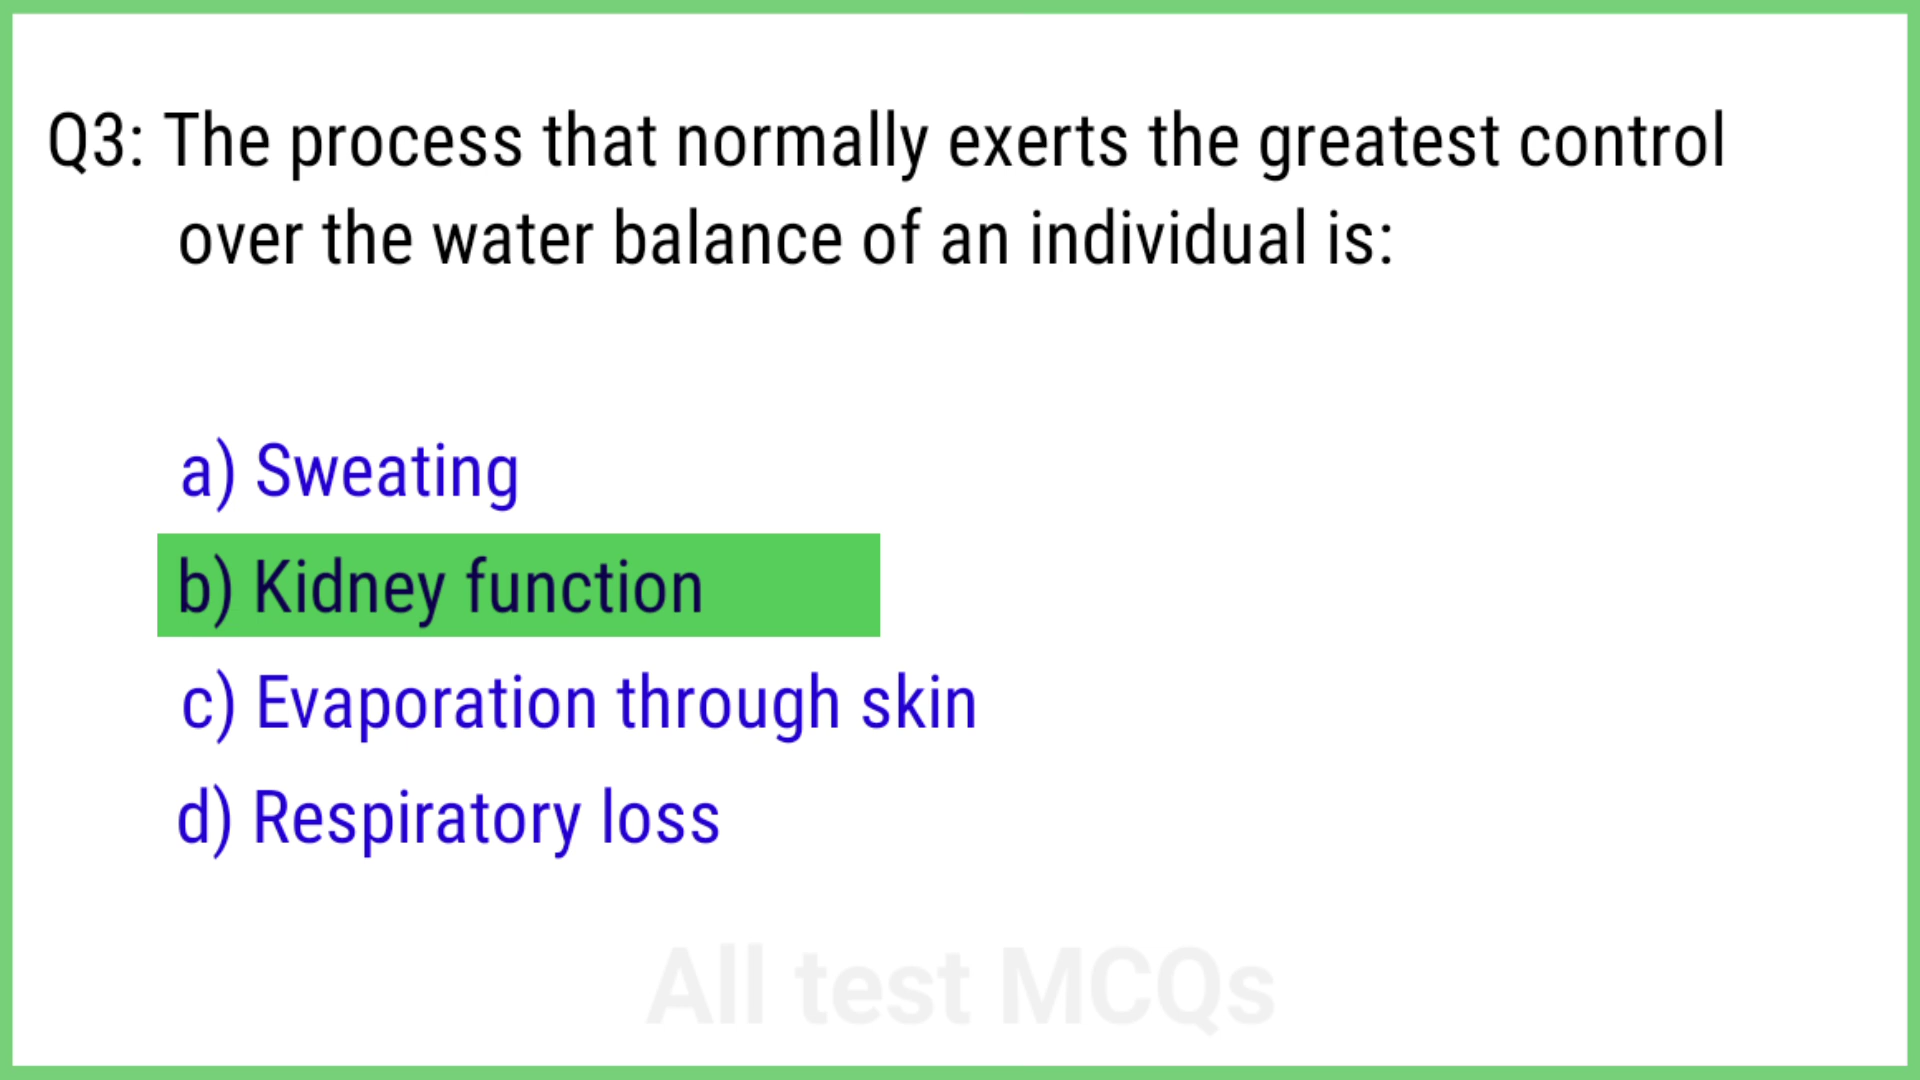 Q3: The process that normally exerts the greatest control
over the water balance of an individual is:
a) Sweating
b) Kidney function
c) Evaporation through skin
d) Respiratory loss
All test MCQs